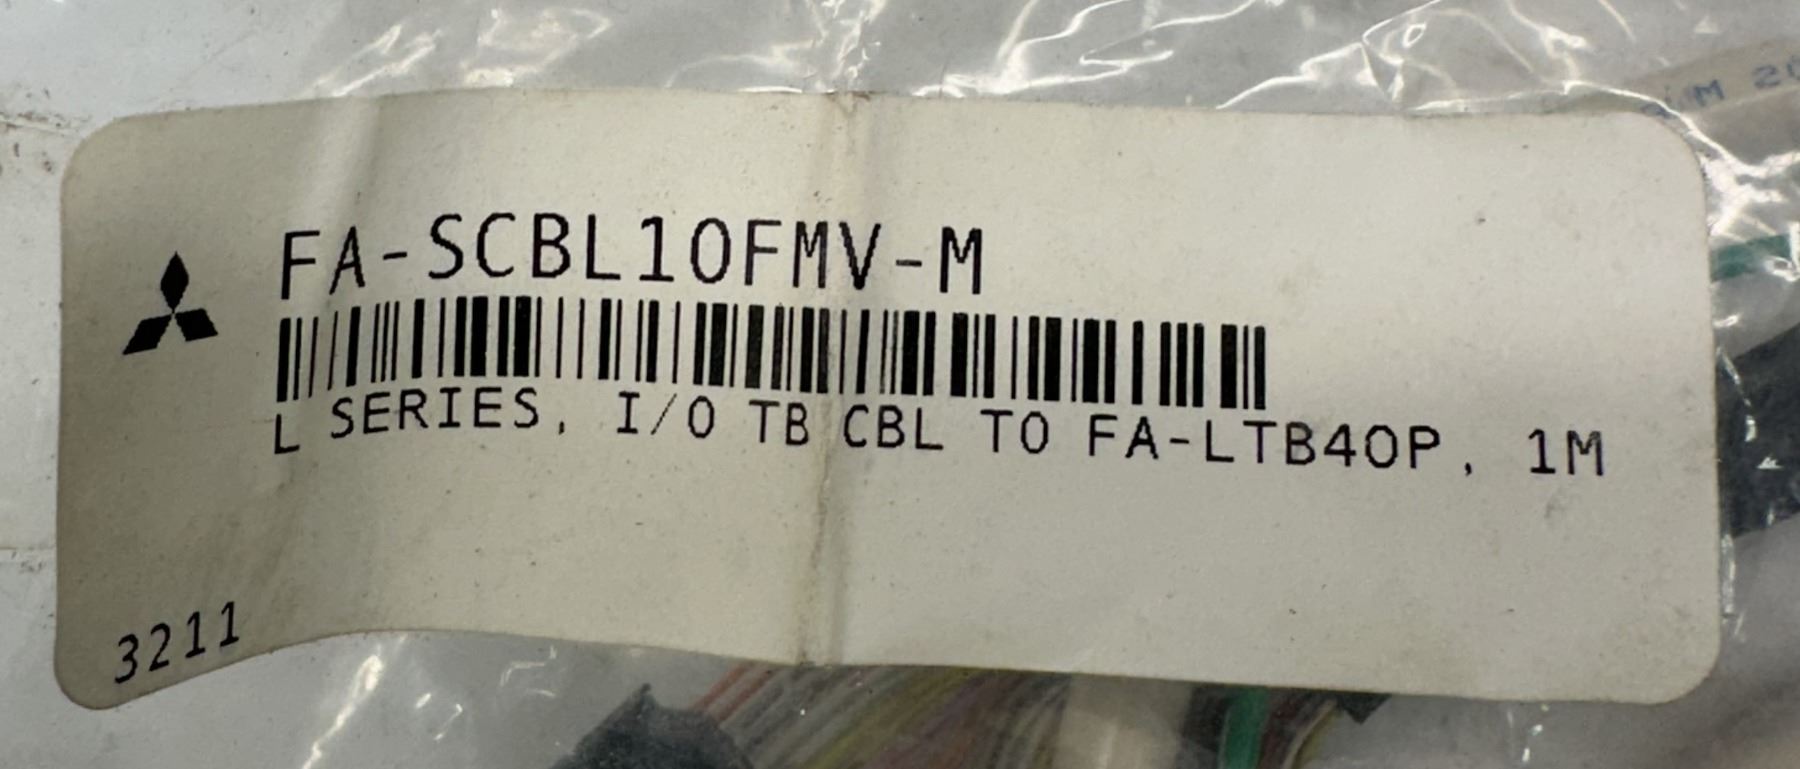 FA-SCBL10FMV-M
L SERIES, I/O TB CBL TO FA-LTB40P, 1M
3211